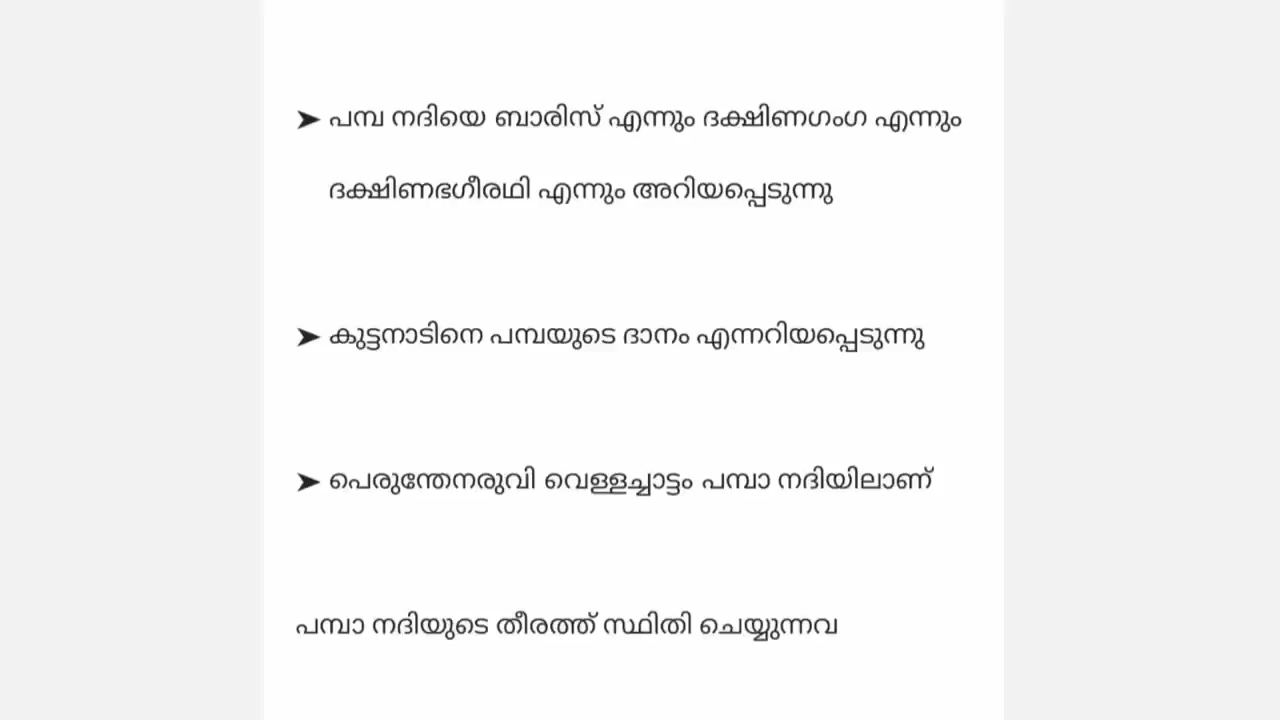 ➤ പമ്പ നദിയെ ബാരിസ് എന്നും ദക്ഷിണഗംഗ എന്നും
ദക്ഷിണഭഗീരഥി എന്നും അറിയപ്പെടുന്നു
➤ കുട്ടനാടിനെ പമ്പയുടെ ദാനം എന്നറിയപ്പെടുന്നു
➤ പെരുന്തേനരുവി വെള്ളച്ചാട്ടം പമ്പാ നദിയിലാണ്
പമ്പാ നദിയുടെ തീരത്ത് സ്ഥിതി ചെയ്യുന്നവ